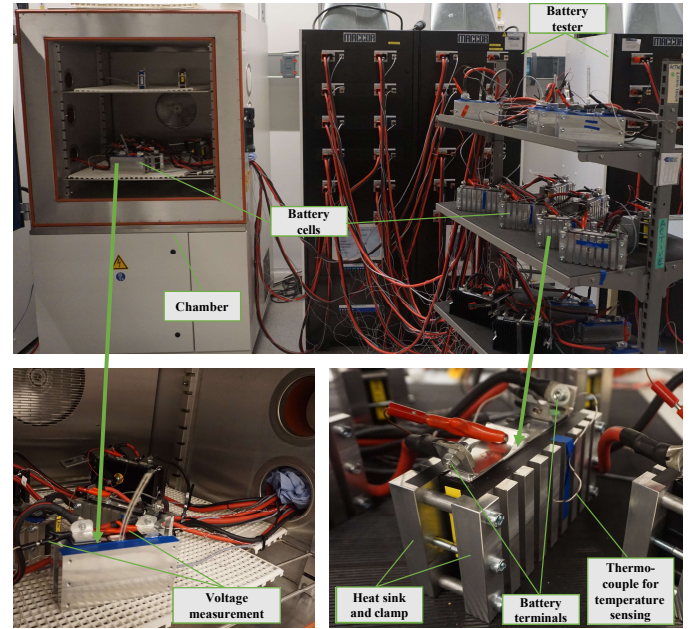 Battery
tester
MACCOR
MACCOR
MACCOR
Battery
cells
Chamber
Voltage
measurement
Heat sink
and clamp
Battery
terminals
Thermo-
couple for
temperature
sensing